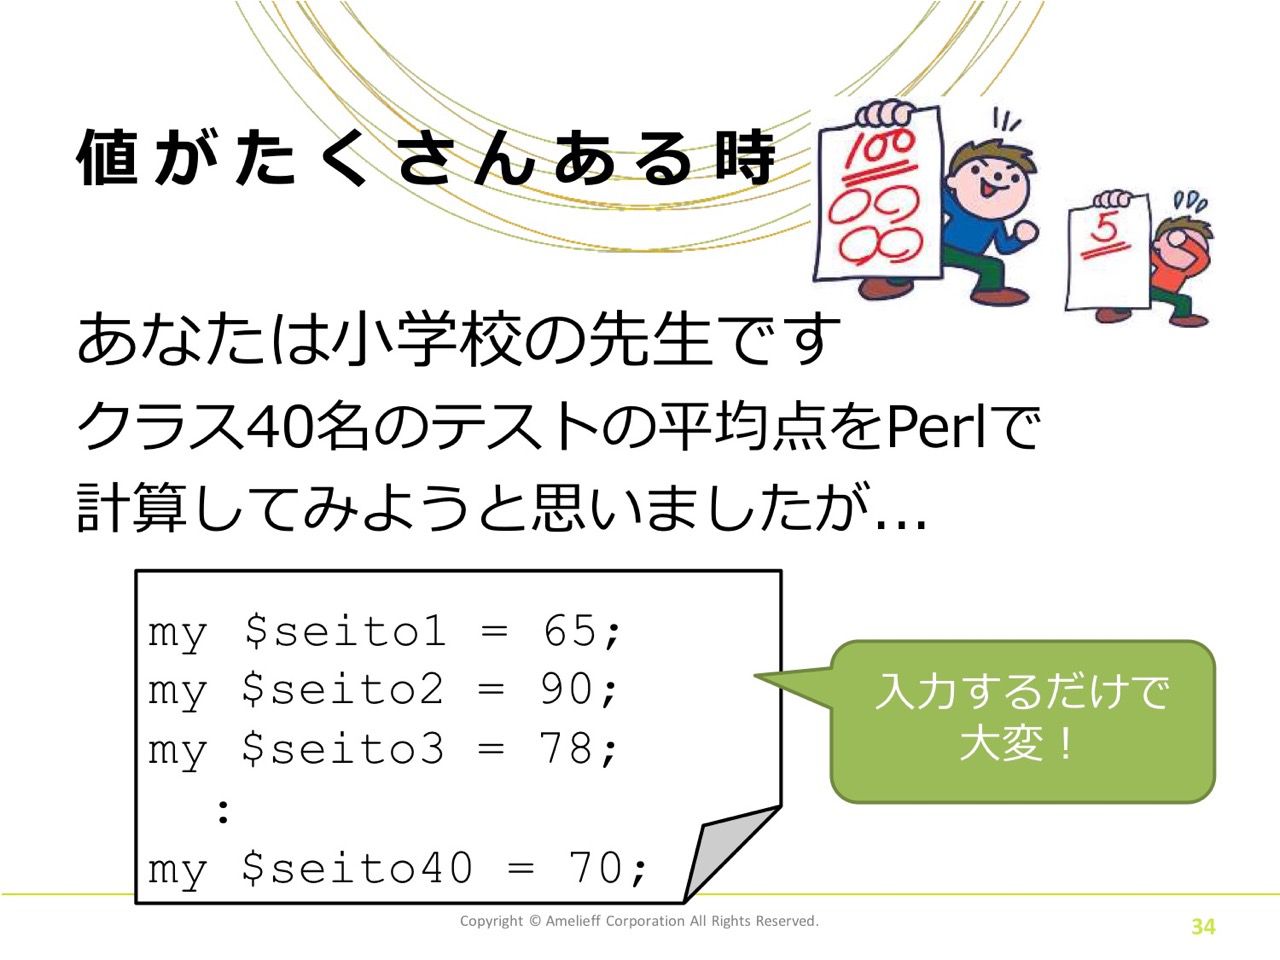 値がたくさんある時
100
5
あなたは小学校の先生です
クラス40名のテストの平均点をPerlで
計算してみようと思いましたが…
my $seito1 = 65;
my $seito2 = 90;
my $seito3 = 78;
:
my $seito40 = 70;
入力するだけで
大変！
Copyright © Amelieff Corporation All Rights Reserved.
34